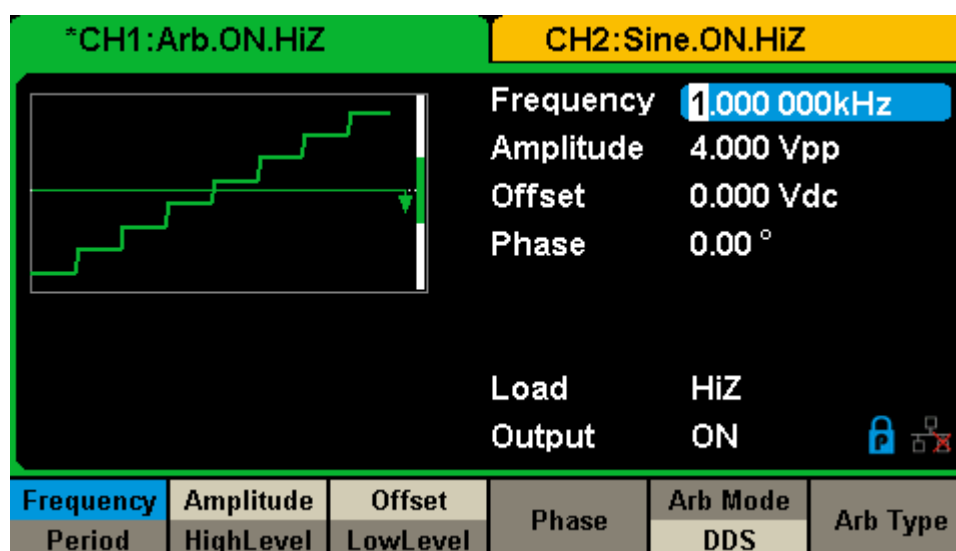 *CH1:Arb.ON.HiZ
CH2:Sine.ON.HiZ
Frequency 1.000 000kHz
Amplitude 4.000 Vpp
Offset 0.000 Vdc
Phase 0.00 °
Load HiZ
Output ON
P
Frequency Amplitude Offset Phase Arb Mode Arb Type
Period HighLevel LowLevel DDS